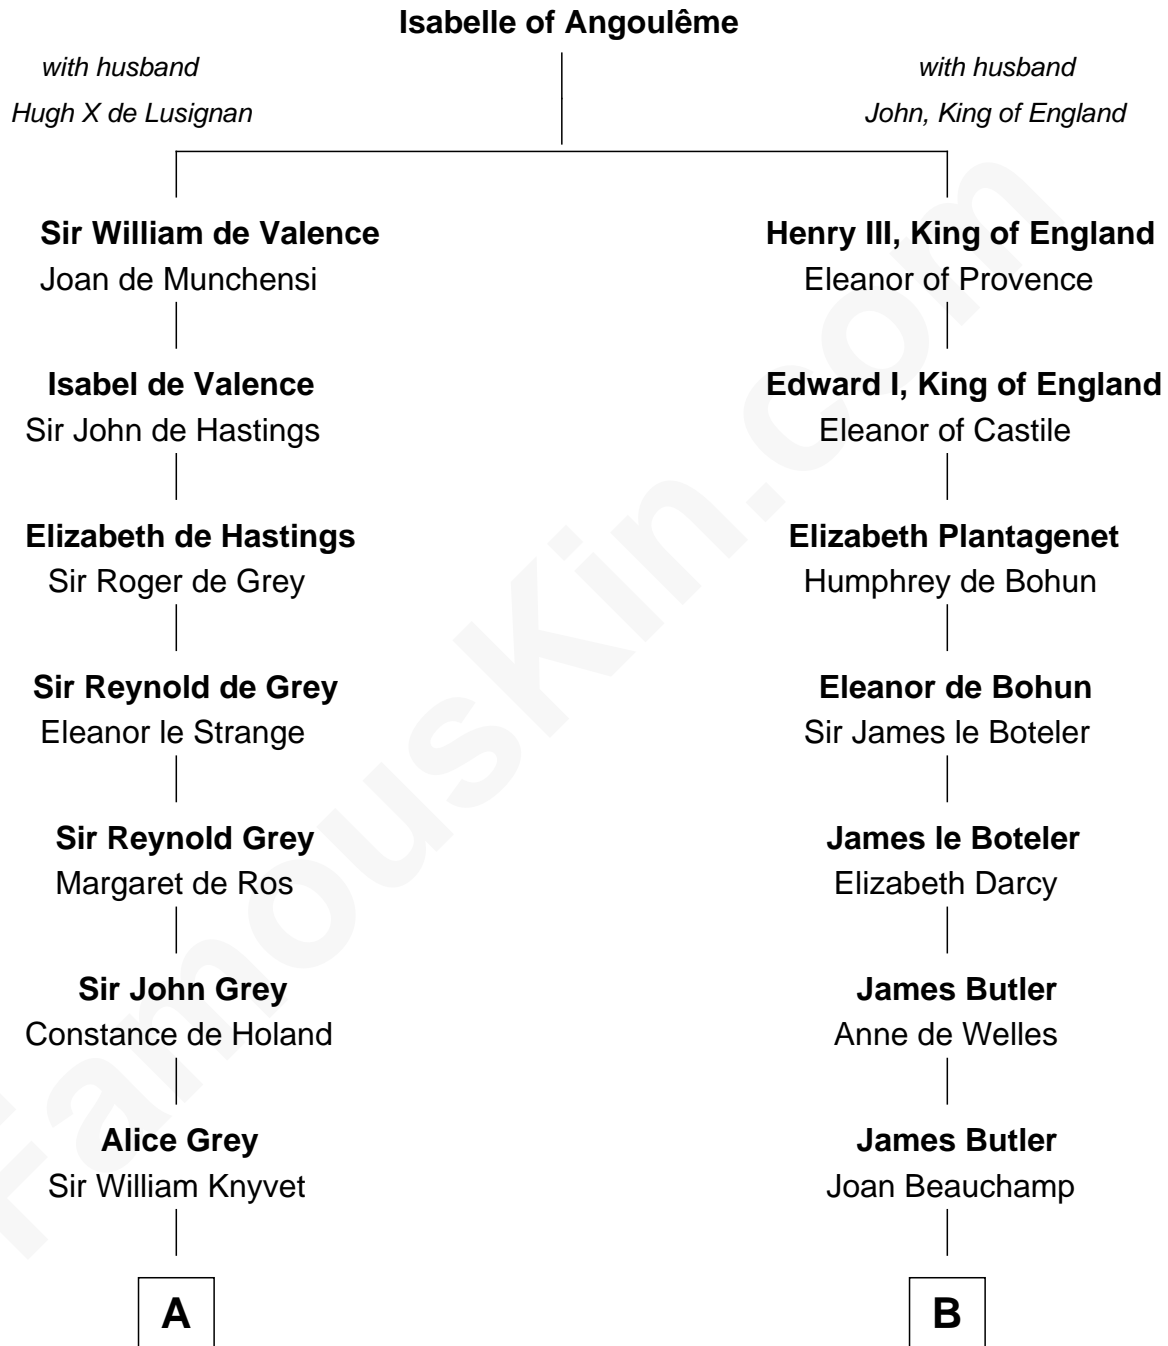 Isabelle of Angoulême
with husband
Hugh X de Lusignan
with husband
John, King of England
Sir William de Valence
Joan de Munchensi
Henry III, King of England
Eleanor of Provence
Isabel de Valence
Sir John de Hastings
Edward I, King of England
Eleanor of Castile
Elizabeth de Hastings
Sir Roger de Grey
Elizabeth Plantagenet
Humphrey de Bohun
Sir Reynold de Grey
Eleanor le Strange
Eleanor de Bohun
Sir James le Boteler
Sir Reynold Grey
Margaret de Ros
James le Boteler
Elizabeth Darcy
Sir John Grey
Constance de Holand
James Butler
Anne de Welles
Alice Grey
Sir William Knyvet
James Butler
Joan Beauchamp
A
B
FamousKin.com